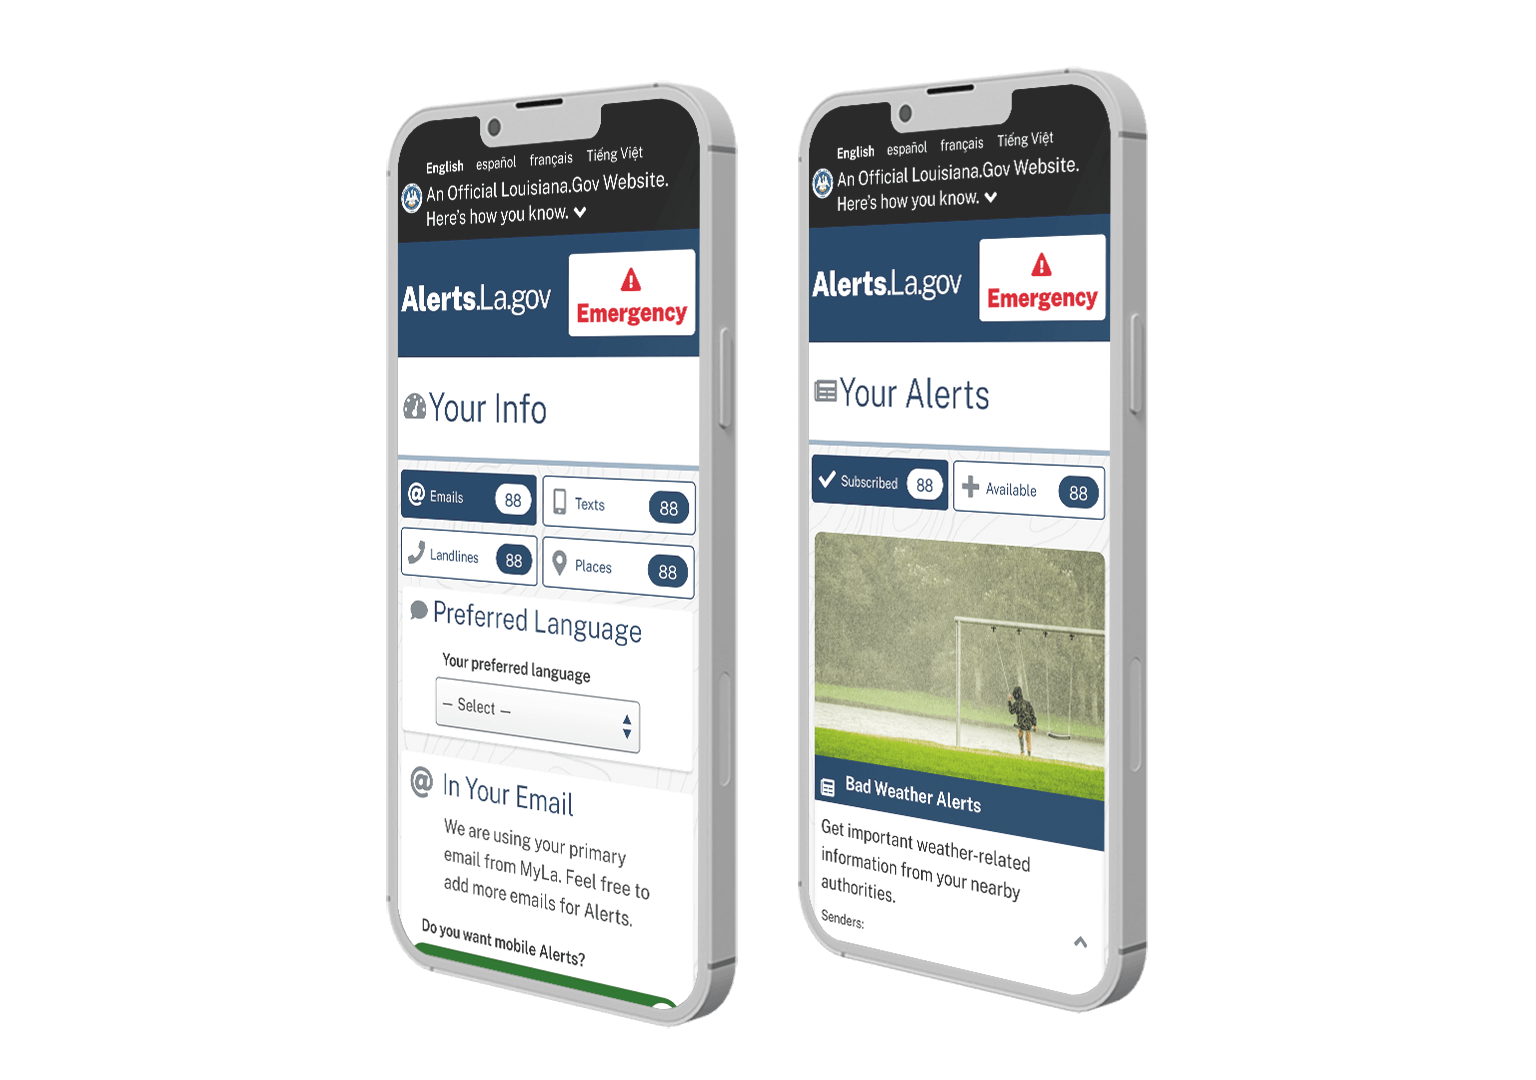 English español français Tiếng Việt
An Official Louisiana.Gov Website.
Here's how you know.
Alerts.La.gov
Emergency
Your Info
@ Emails 88
Texts 88
Landlines 88
Places 88
Preferred Language
Your preferred language
— Select —
@ In Your Email
We are using your primary
email from MyLa. Feel free to
add more emails for Alerts.
Do you want mobile Alerts?
English español français Tiếng Việt
An Official Louisiana.Gov Website.
Here's how you know.
Alerts.La.gov
Emergency
Your Alerts
Subscribed 88
Available 88
Bad Weather Alerts
Get important weather-related
information from your nearby
authorities.
Senders: